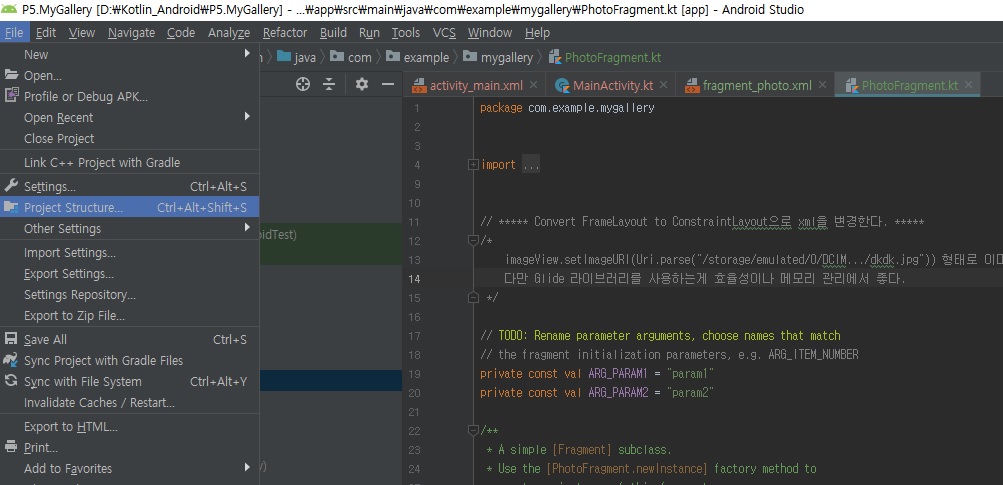 P5.MyGallery [D:₩Kotlin_Android₩P5.MyGallery] - ...₩app₩src₩main₩java₩com₩example₩mygallery₩PhotoFragment.kt [app] - Android Studio
File Edit View Navigate Code Analyze Refactor Build Run Tools VCS Window Help
java com example mygallery PhotoFragment.kt
activity_main.xml MainActivity.kt fragment_photo.xml PhotoFragment.kt
New
Open...
Profile or Debug APK...
Open Recent
Close Project
Link C++ Project with Gradle
Settings... Ctrl+Alt+S
Project Structure... Ctrl+Alt+Shift+S
Other Settings
Import Settings...
Export Settings...
Settings Repository...
Export to Zip File...
Save All Ctrl+S
Sync Project with Gradle Files
Sync with File System Ctrl+Alt+Y
Invalidate Caches / Restart...
Export to HTML...
Print...
Add to Favorites
oidTest)
1 package com.example.mygallery
2
3
4 import ...
9
10
11 // ***** Convert FrameLayout to ConstraintLayout으로 xml을 변경한다. *****
12 /*
13 imageView.setImageURI(Uri.parse("/storage/emulated/0/DCIM.../dkdk.jpg")) 형태로 이미
14 다만 Glide 라이브러리를 사용하는게 효율성이나 메모리 관리에서 좋다.
15 */
16
17 // TODO: Rename parameter arguments, choose names that match
18 // the fragment initialization parameters, e.g. ARG_ITEM_NUMBER
19 private const val ARG_PARAM1 = "param1"
20 private const val ARG_PARAM2 = "param2"
21
22 /**
23 * A simple [Fragment] subclass.
24 * Use the [PhotoFragment.newInstance] factory method to